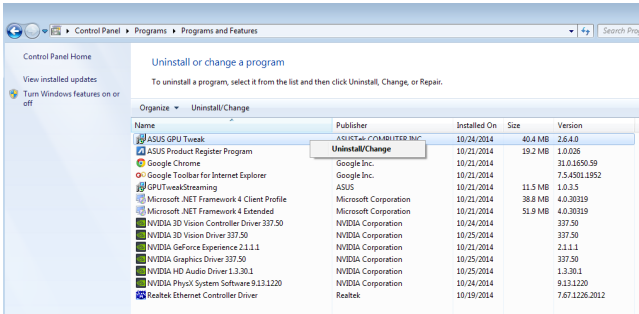 Control Panel ▸ Programs ▸ Programs and Features
Search Pro
Control Panel Home
View installed updates
Turn Windows features on or
off
Uninstall or change a program
To uninstall a program, select it from the list and then click Uninstall, Change, or Repair.
Organize Uninstall/Change
Name Publisher Installed On Size Version
ASUS GPU Tweak ASUSTek COMPUTER INC. 10/24/2014 40.4 MB 2.6.4.0
Uninstall/Change
ASUS Product Register Program 10/21/2014 19.2 MB 1.0.026
Google Chrome Google Inc. 10/21/2014 31.0.1650.59
Google Toolbar for Internet Explorer Google Inc. 10/21/2014 7.5.4501.1952
GPUTweakStreaming ASUS 10/21/2014 11.5 MB 1.0.3.5
Microsoft .NET Framework 4 Client Profile Microsoft Corporation 10/21/2014 38.8 MB 4.0.30319
Microsoft .NET Framework 4 Extended Microsoft Corporation 10/21/2014 51.9 MB 4.0.30319
NVIDIA 3D Vision Controller Driver 337.50 NVIDIA Corporation 10/24/2014 337.50
NVIDIA 3D Vision Driver 337.50 NVIDIA Corporation 10/25/2014 337.50
NVIDIA GeForce Experience 2.1.1.1 NVIDIA Corporation 10/21/2014 2.1.1.1
NVIDIA Graphics Driver 337.50 NVIDIA Corporation 10/25/2014 337.50
NVIDIA HD Audio Driver 1.3.30.1 NVIDIA Corporation 10/25/2014 1.3.30.1
NVIDIA PhysX System Software 9.13.1220 NVIDIA Corporation 10/24/2014 9.13.1220
Realtek Ethernet Controller Driver Realtek 10/19/2014 7.67.1226.2012